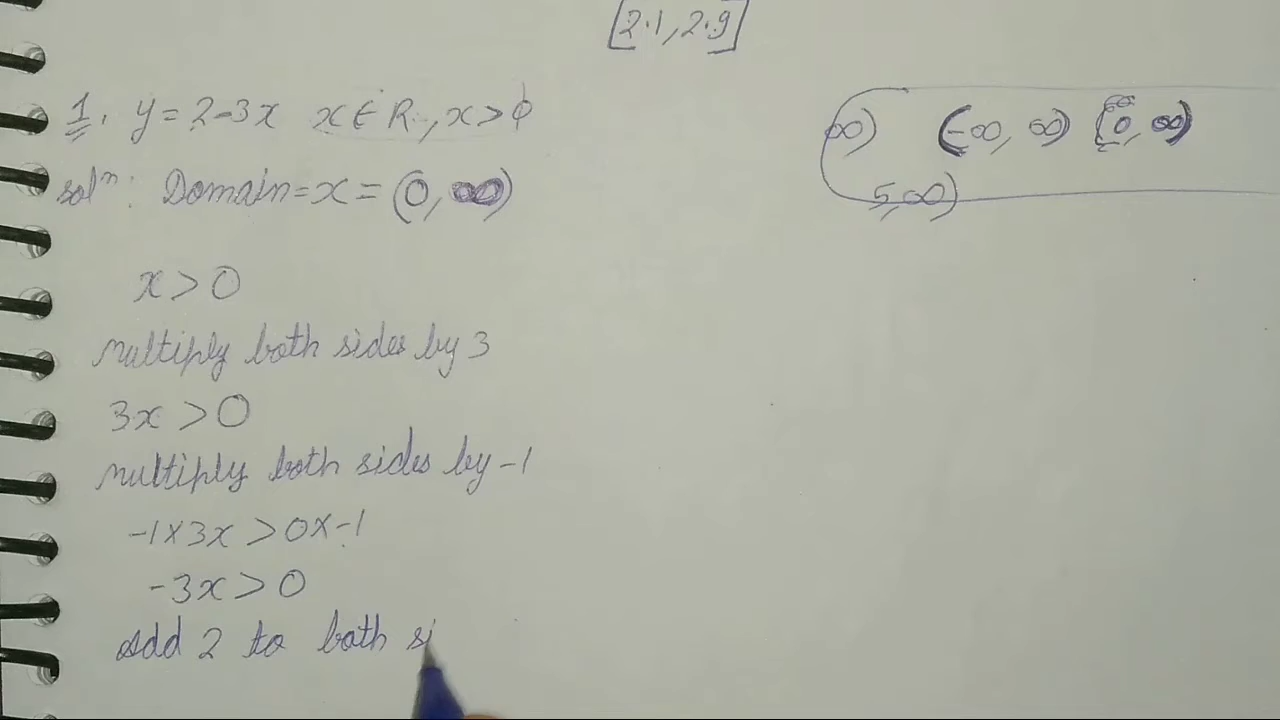 [2.1, 2.9]
1. y = 2-3x x ∈ R, x > 0
solⁿ: Domain = x = (0, ∞)
x > 0
multiply both sides by 3
3x > 0
multiply both sides by -1
-1 x 3x > 0 x -1
-3x > 0
Add 2 to both si
∞) (-∞, ∞) [0, ∞)
5, ∞)